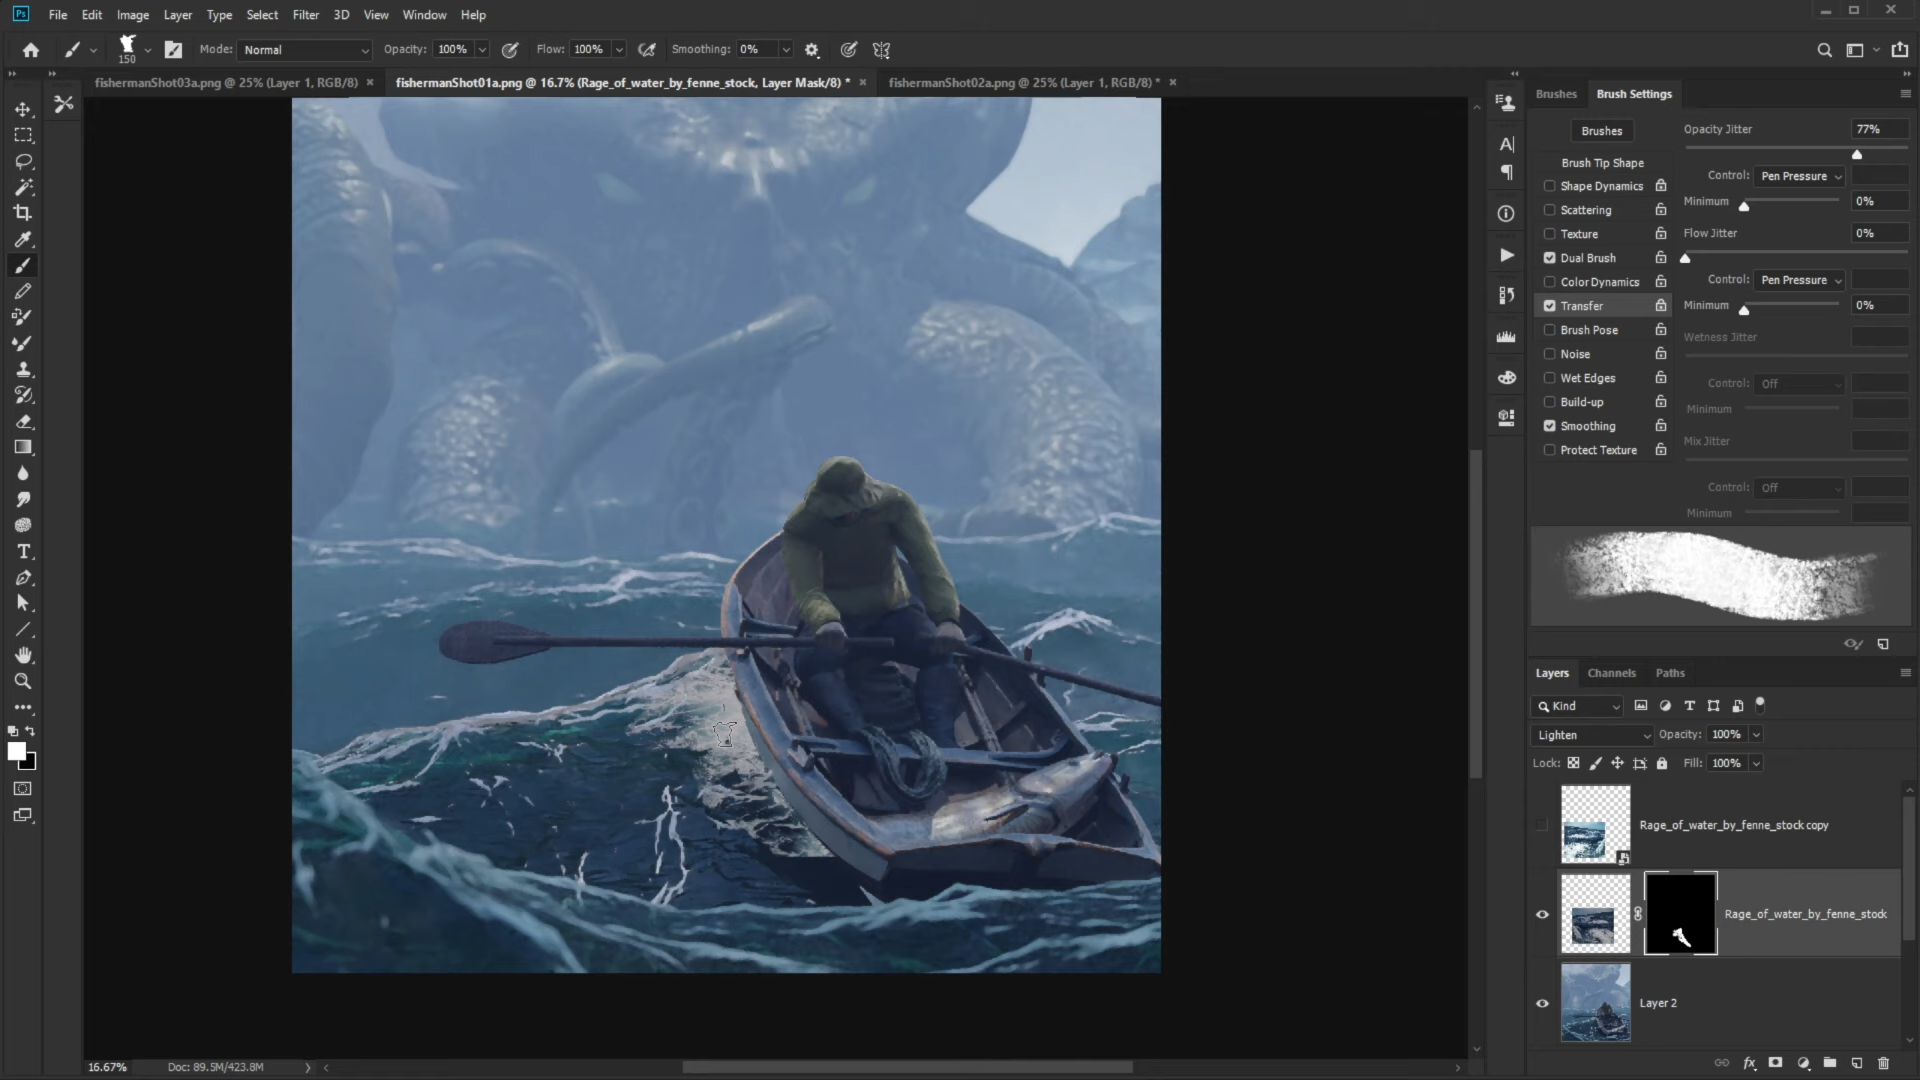 Ps File Edit Image Layer Type Select Filter 3D View Window Help
150 Mode: Normal Opacity: 100% Flow: 100% Smoothing: 0%
fishermanShot03a.png @ 25% (Layer 1, RGB/8) × fishermanShot01a.png @ 16.7% (Rage_of_water_by_fenne_stock, Layer Mask/8) * × fishermanShot02a.png @ 25% (Layer 1, RGB/8) * ×
Brushes Brush Settings
Brushes
Brush Tip Shape
Shape Dynamics
Scattering
Texture
Dual Brush
Color Dynamics
Transfer
Brush Pose
Noise
Wet Edges
Build-up
Smoothing
Protect Texture
Opacity Jitter 77%
Control: Pen Pressure
Minimum 0%
Flow Jitter 0%
Control: Pen Pressure
Minimum 0%
Wetness Jitter
Control: Off
Minimum
Mix Jitter
Control: Off
Minimum
Layers Channels Paths
Kind
Lighten Opacity: 100%
Lock: Fill: 100%
Rage_of_water_by_fenne_stock copy
Rage_of_water_by_fenne_stock
Layer 2
16.67% Doc: 89.5M/423.8M